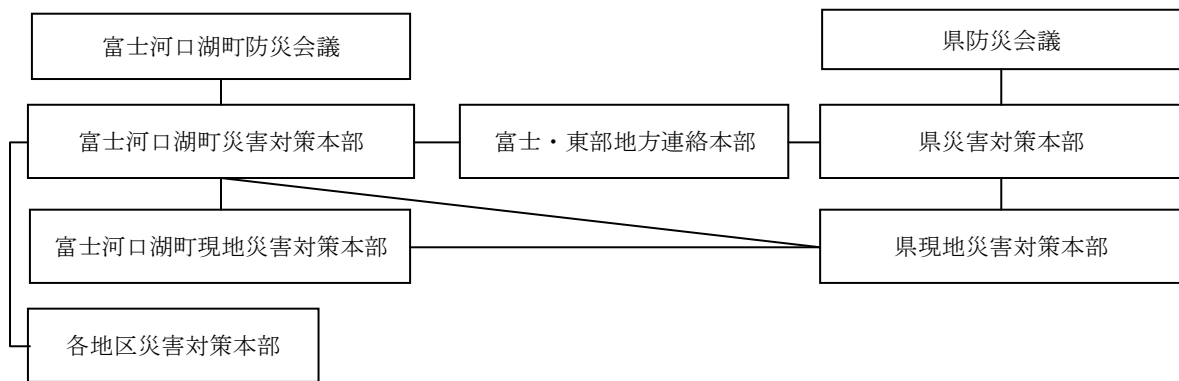 富士河口湖町防災会議
県防災会議
富士河口湖町災害対策本部
富士・東部地方連絡本部
県災害対策本部
富士河口湖町現地災害対策本部
県現地災害対策本部
各地区災害対策本部